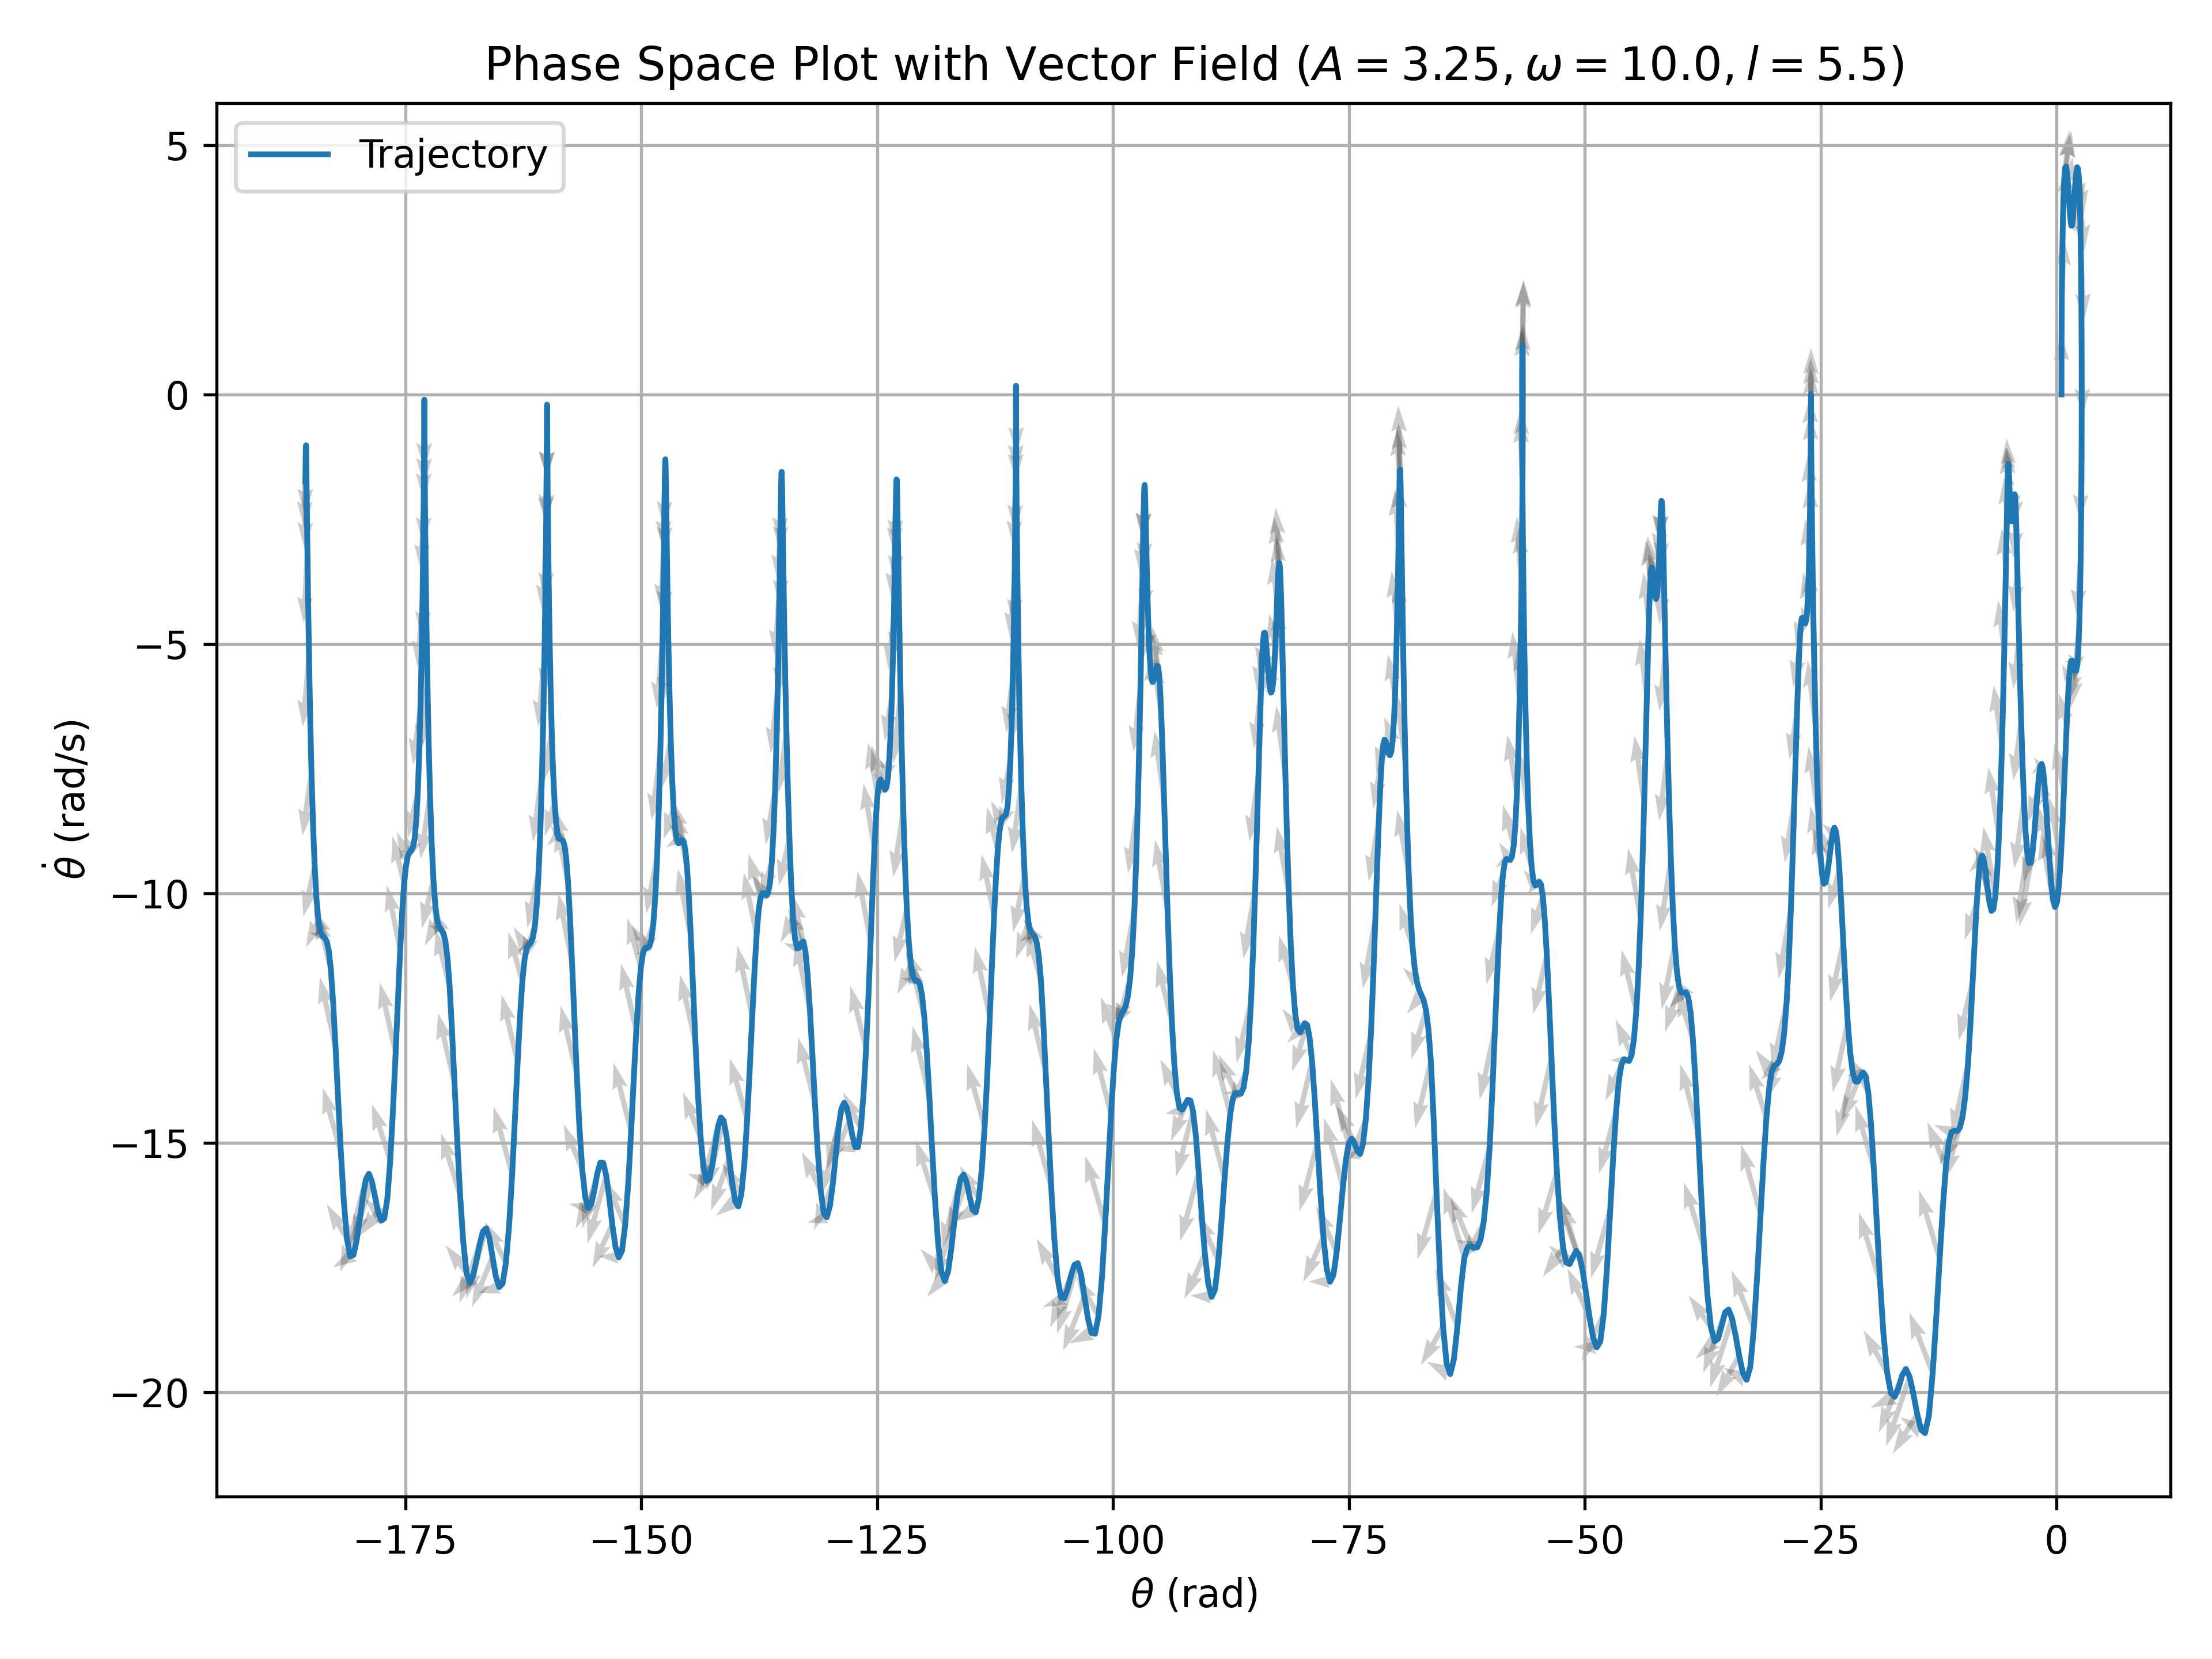 Phase Space Plot with Vector Field (A = 3.25, ω = 10.0, l = 5.5)
Trajectory
5
0
−5
−10
−15
−20
θ̇ (rad/s)
−175 −150 −125 −100 −75 −50 −25 0
θ (rad)